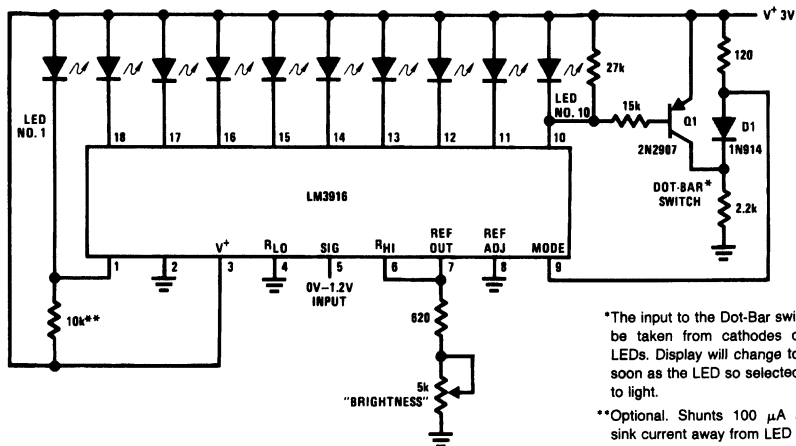 V+ 3V
LED
NO. 1
LED
NO. 10
27k
15k
120
Q1
2N2907
D1
1N914
DOT-BAR*
SWITCH
2.2k
18
17
16
15
14
13
12
11
10
LM3916
V+
RLO
SIG
RHI
REF
OUT
REF
ADJ
MODE
1
2
3
4
5
6
7
8
9
0V–1.2V
INPUT
10k**
620
5k
"BRIGHTNESS"
*The input to the Dot-Bar swi
be taken from cathodes o
LEDs. Display will change to
soon as the LED so selected
to light.
**Optional. Shunts 100 μA
sink current away from LED